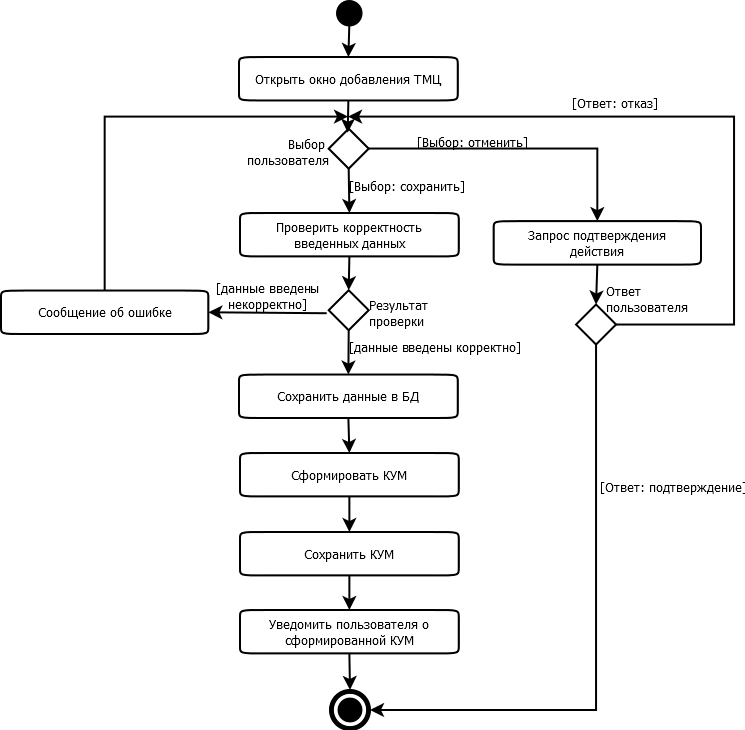 Открыть окно добавления ТМЦ
[Ответ: отказ]
Выбор
пользователя
[Выбор: отменить]
[Выбор: сохранить]
Проверить корректность
введенных данных
Запрос подтверждения
действия
[данные введены
некорректно]
Сообщение об ошибке
Результат
проверки
Ответ
пользователя
[данные введены корректно]
Сохранить данные в БД
Сформировать КУМ
[Ответ: подтверждение]
Сохранить КУМ
Уведомить пользователя о
сформированной КУМ